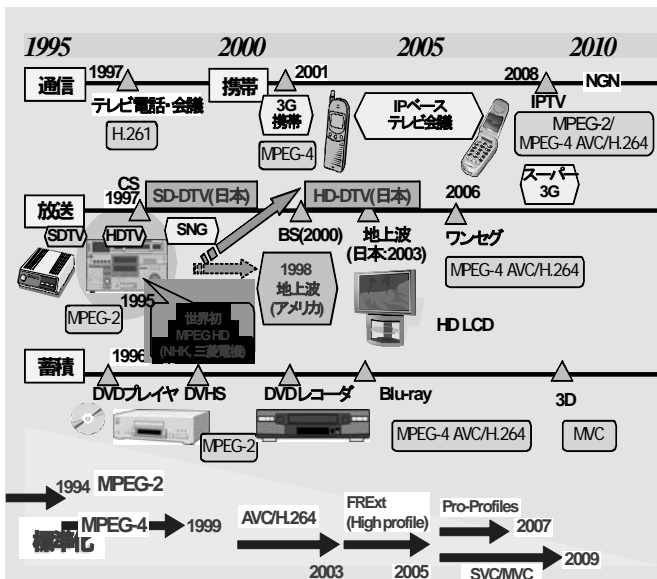 1995 2000 2005 2010
通信
1997
テレビ電話・会議
H.261
携帯
2001
3G
携帯
MPEG-4
IPベース
テレビ会議
2008
IPTV
NGN
MPEG-2/
MPEG-4 AVC/H.264
スーパー
3G
放送
CS
1997
SD-DTV(日本)
HD-DTV(日本)
2006
SDTV
HDTV
SNG
BS(2000)
地上波
(日本:2003)
ワンセグ
MPEG-4 AVC/H.264
1998
地上波
(アメリカ)
HD LCD
MPEG-2
1995
世界初
MPEG HD
(NHK, 三菱電機)
蓄積
1996
DVDプレイヤ
DVHS
DVDレコーダ
Blu-ray
3D
MPEG-2
MPEG-4 AVC/H.264
MVC
1994
MPEG-2
MPEG-4
1999
標準化
AVC/H.264
2003
FRExt
(High profile)
2005
Pro-Profiles
2007
SVC/MVC
2009